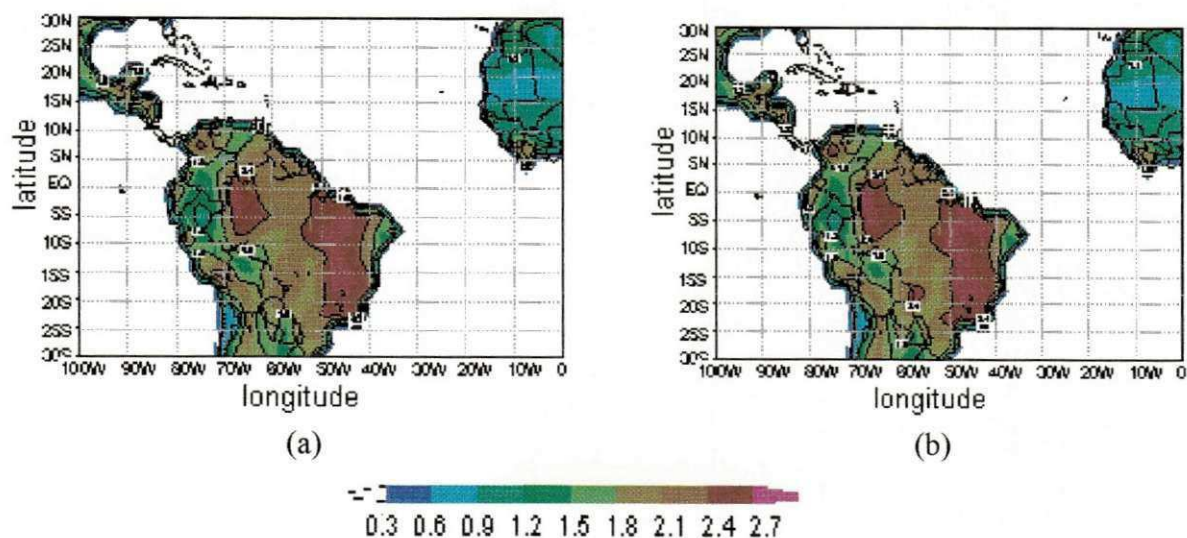 30N
25N
20N
15N
10N
5N
EQ
5S
10S
15S
20S
25S
30S
latitude
100W 90W 80W 70W 60W 50W 40W 30W 20W 10W 0
longitude
(a)
30N
25N
20N
15N
10N
5N
EQ
5S
10S
15S
20S
25S
30S
latitude
100W 90W 80W 70W 60W 50W 40W 30W 20W 10W 0
longitude
(b)
0.3 0.6 0.9 1.2 1.5 1.8 2.1 2.4 2.7